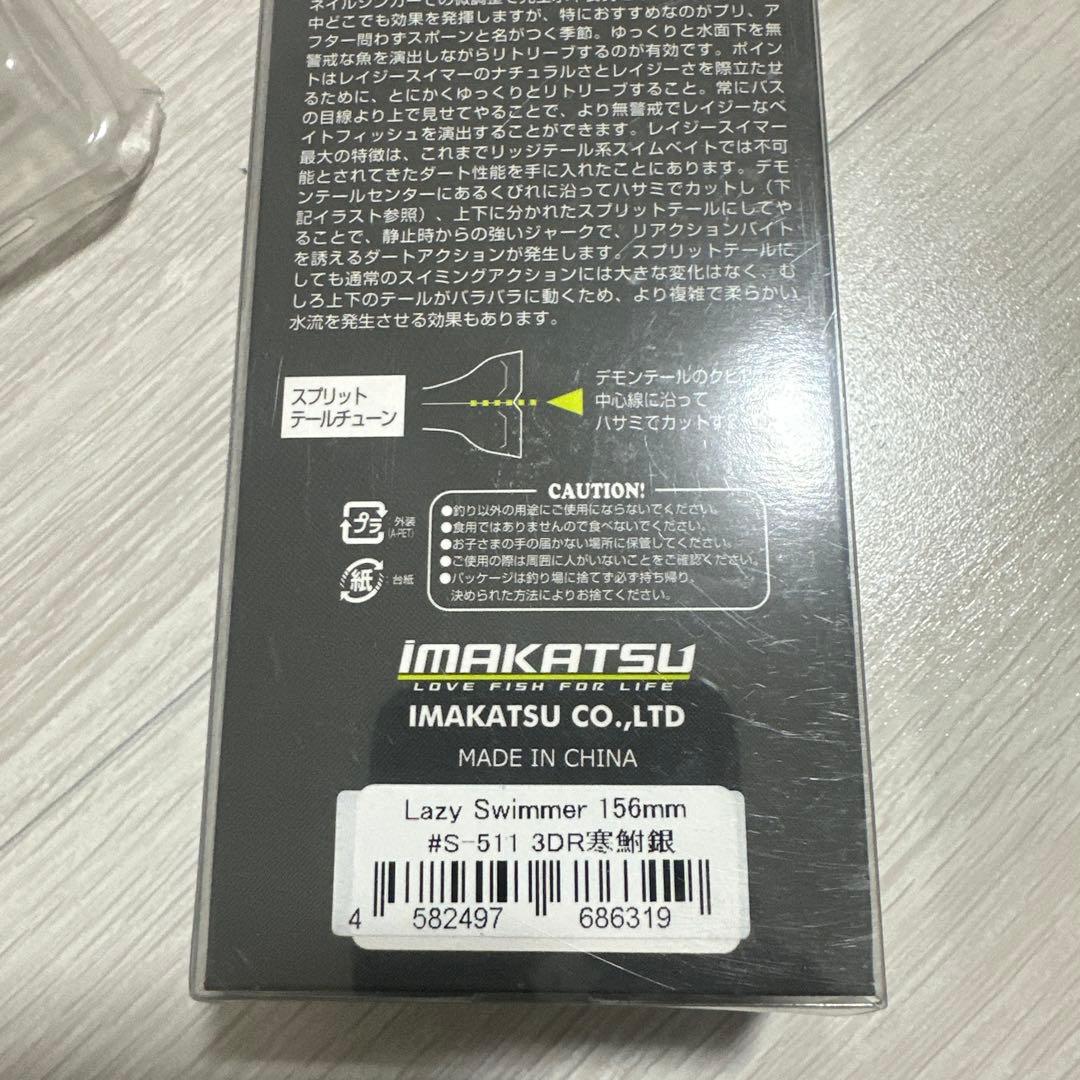 中どこでも効果を発揮しますが、特におすすめなのがプリ、ア
フター問わずスポーンと名がつく季節。ゆっくりと水面下を無
警戒な魚を演出しながらリトリーブするのが有効です。ポイン
トはレイジースイマーのナチュラルさとレイジーさを際立たせ
るために、とにかくゆっくりとリトリーブすること。常にバス
の目線より上で見せてやることで、より無警戒でレイジーなベ
イトフィッシュを演出することができます。レイジースイマー
最大の特徴は、これまでリッジテール系スイムベイトでは不可
能とされてきたダート性能を手に入れたことにあります。デモ
ンテールセンターにあるくびれに沿ってハサミでカットし（下
記イラスト参照）、上下に分かれたスプリットテールにしてや
ることで、静止時からの強いジャークで、リアクションバイト
を誘えるダートアクションが発生します。スプリットテールに
しても通常のスイミングアクションには大きな変化はなく、む
しろ上下のテールがバラバラに動くため、より複雑で柔らかい
水流を発生させる効果もあります。
スプリット
テールチューン
デモンテールのクビレ
中心線に沿って
ハサミでカットす
CAUTION!
●釣り以外の用途にご使用にならないでください。
●食用ではありませんので食べないでください。
●お子さまの手の届かない場所に保管してください。
●ご使用の際は周囲に人がいないことをご確認ください。
●パッケージは釣り場に捨てず必ず持ち帰り、
決められた方法によりお捨てください。
プラ 外装
(A-PET)
紙 台紙
IMAKATSU
LOVE FISH FOR LIFE
IMAKATSU CO.,LTD
MADE IN CHINA
Lazy Swimmer 156mm
#S-511 3DR寒鮒銀
4 582497 686319